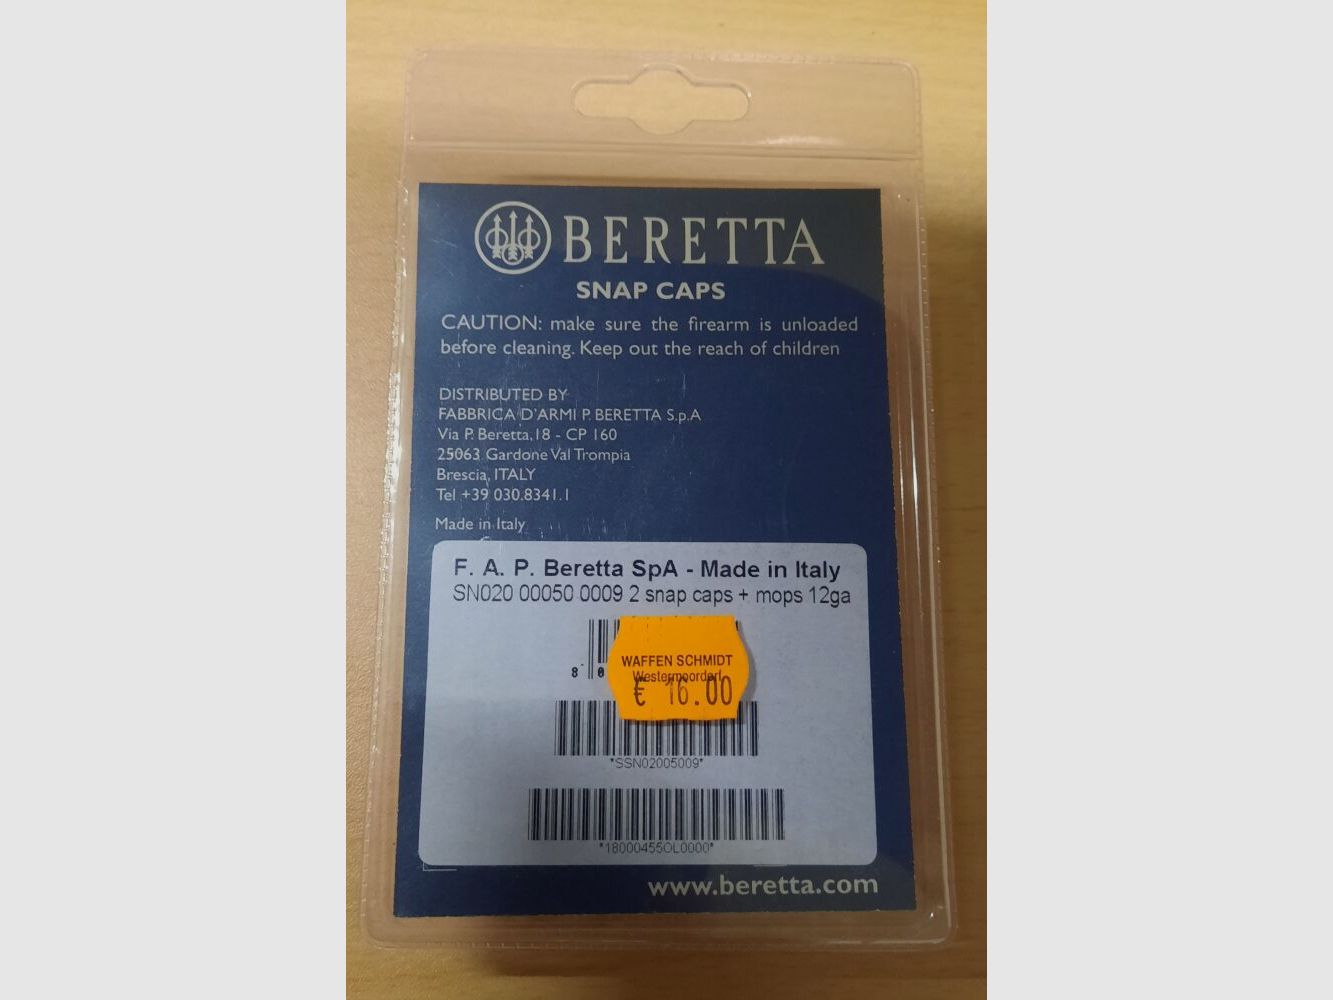 BERETTA
SNAP CAPS
CAUTION: make sure the firearm is unloaded
before cleaning. Keep out the reach of children
DISTRIBUTED BY
FABBRICA D'ARMI P. BERETTA S.p.A
Via P. Beretta, 18 - CP 160
25063 Gardone Val Trompia
Brescia, ITALY
Tel +39 030.8341.1
Made in Italy
F. A. P. Beretta SpA - Made in Italy
SN020 00050 0009 2 snap caps + mops 12ga
8 0
WAFFEN SCHMIDT
Westermoordorf
€ 16.00
*SSN02005009*
*18000455OL0000*
www.beretta.com